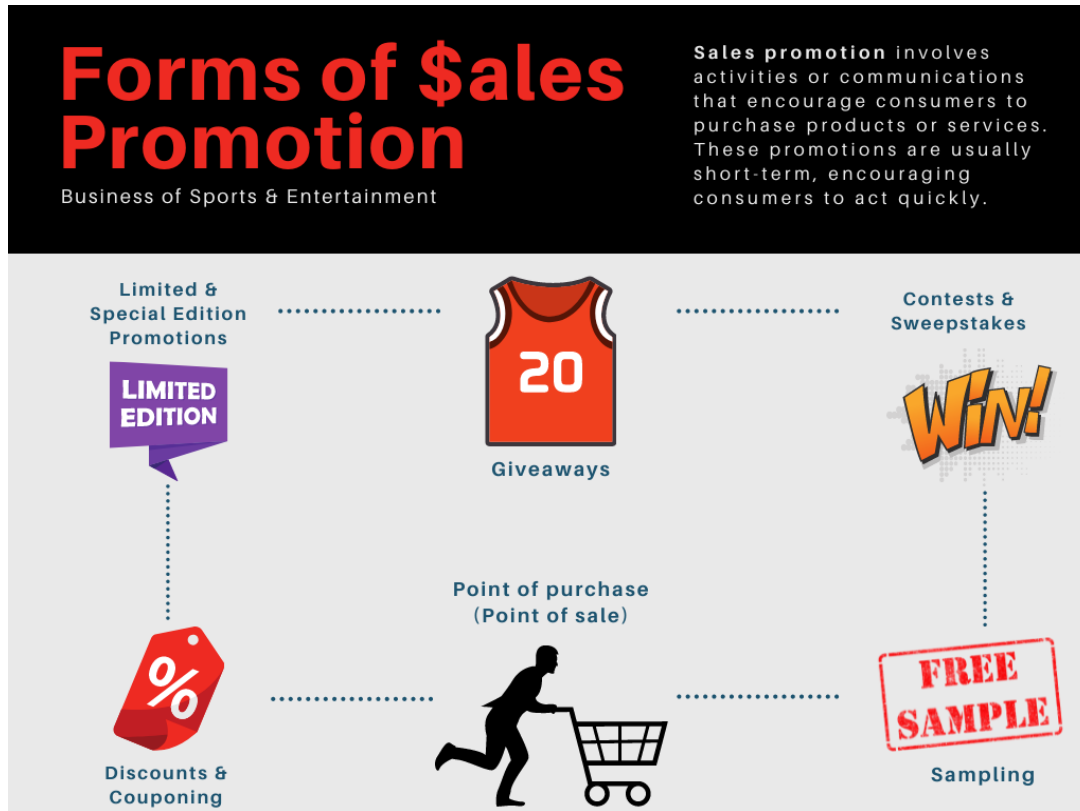 Forms of $ales
Promotion
Business of Sports & Entertainment
Sales promotion involves
activities or communications
that encourage consumers to
purchase products or services.
These promotions are usually
short-term, encouraging
consumers to act quickly.
Limited &
Special Edition
Promotions
LIMITED
EDITION
20
Giveaways
Contests &
Sweepstakes
WiN!
%
Discounts &
Couponing
Point of purchase
(Point of sale)
FREE
SAMPLE
Sampling